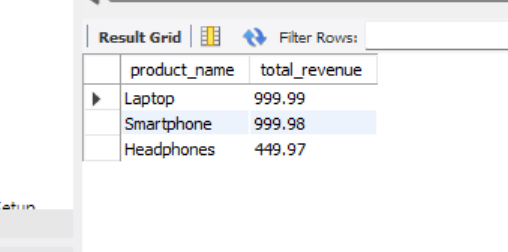 Result Grid Filter Rows:
product_name total_revenue
Laptop 999.99
Smartphone 999.98
Headphones 449.97